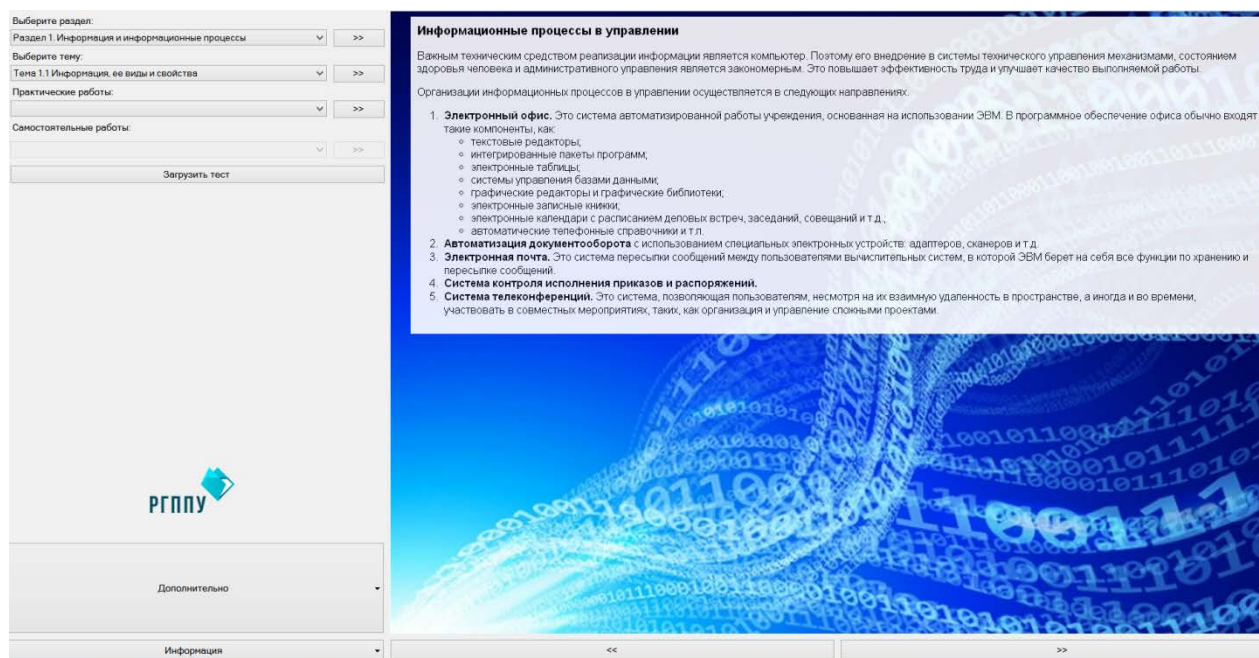 Выберите раздел:
Раздел 1. Информация и информационные процессы
>>
Выберите тему:
Тема 1.1 Информация, ее виды и свойства
>>
Практические работы:
>>
Самостоятельные работы:
>>
Загрузить тест
РГППУ
Дополнительно
Информация
Информационные процессы в управлении
Важным техническим средством реализации информации является компьютер. Поэтому его внедрение в системы технического управления механизмами, состоянием
здоровья человека и административного управления является закономерным. Это повышает эффективность труда и улучшает качество выполняемой работы.
Организации информационных процессов в управлении осуществляется в следующих направлениях.
1. Электронный офис. Это система автоматизированной работы учреждения, основанная на использовании ЭВМ. В программное обеспечение офиса обычно входят
такие компоненты, как:
◦ текстовые редакторы;
◦ интегрированные пакеты программ;
◦ электронные таблицы;
◦ системы управления базами данными;
◦ графические редакторы и графические библиотеки;
◦ электронные записные книжки;
◦ электронные календари с расписанием деловых встреч, заседаний, совещаний и т.д.;
◦ автоматические телефонные справочники и т.п.
2. Автоматизация документооборота с использованием специальных электронных устройств: адаптеров, сканеров и т.д.
3. Электронная почта. Это система пересылки сообщений между пользователями вычислительных систем, в которой ЭВМ берет на себя все функции по хранению и
пересылке сообщений.
4. Система контроля исполнения приказов и распоряжений.
5. Система телеконференций. Это система, позволяющая пользователям, несмотря на их взаимную удаленность в пространстве, а иногда и во времени,
участвовать в совместных мероприятиях, таких, как организация и управление сложными проектами.
<<
>>